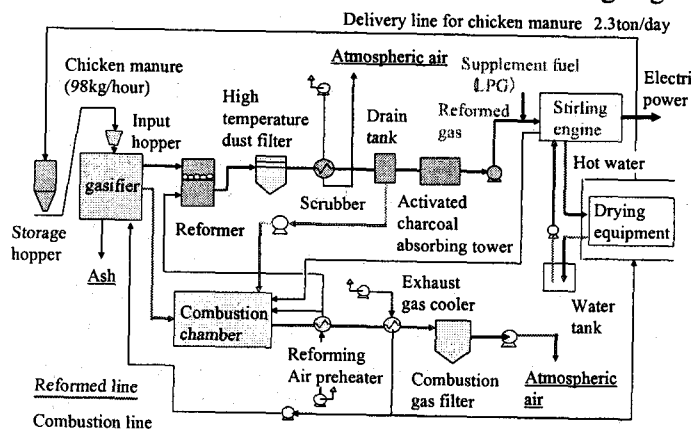 Delivery line for chicken manure 2.3ton/day
Chicken manure
(98kg/hour)
Atmospheric air
Supplement fuel
(LPG)
Electri
power
Input
hopper
High
temperature
dust filter
Drain
tank
Reformed
gas
Stirling
engine
gasifier
Hot water
Scrubber
Drying
equipment
Storage
hopper
Reformer
Activated
charcoal
absorbing tower
Ash
Exhaust
gas cooler
Water
tank
Combustion
chamber
Reforming
Air preheater
Combustion
gas filter
Atmospheric
air
Reformed line
Combustion line